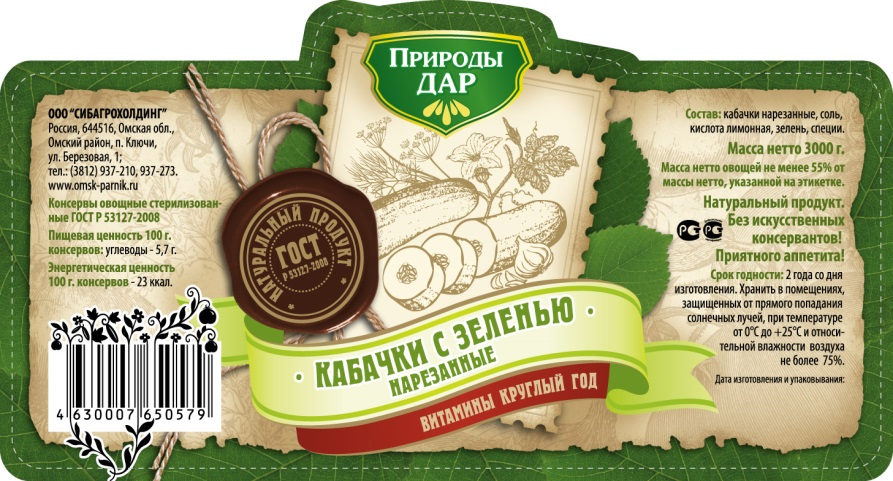 ПРИРОДЫ
ДАР
ООО "СИБАГРОХОЛДИНГ"
Россия, 644516, Омская обл.,
Омский район, п. Ключи,
ул. Березовая, 1;
тел.: (3812) 937-210, 937-273.
www.omsk-parnik.ru
Консервы овощные стерилизован-
ные ГОСТ Р 53127-2008
Пищевая ценность 100 г.
консервов: углеводы - 5,7 г.
Энергетическая ценность
100 г. консервов - 23 ккал.
4 630007 650579
НАТУРАЛЬНЫЙ ПРОДУКТ
ГОСТ
Р 53127-2008
· КАБАЧКИ С ЗЕЛЕНЬЮ ·
НАРЕЗАННЫЕ
ВИТАМИНЫ КРУГЛЫЙ ГОД
Состав: кабачки нарезанные, соль,
кислота лимонная, зелень, специи.
Масса нетто 3000 г.
Масса нетто овощей не менее 55% от
массы нетто, указанной на этикетке.
Натуральный продукт.
Без искусственных
консервантов!
Приятного аппетита!
Срок годности: 2 года со дня
изготовления. Хранить в помещениях,
защищенных от прямого попадания
солнечных лучей, при температуре
от 0°С до +25°С и относи-
тельной влажности воздуха
не более 75%.
Дата изготовления и упаковывания: